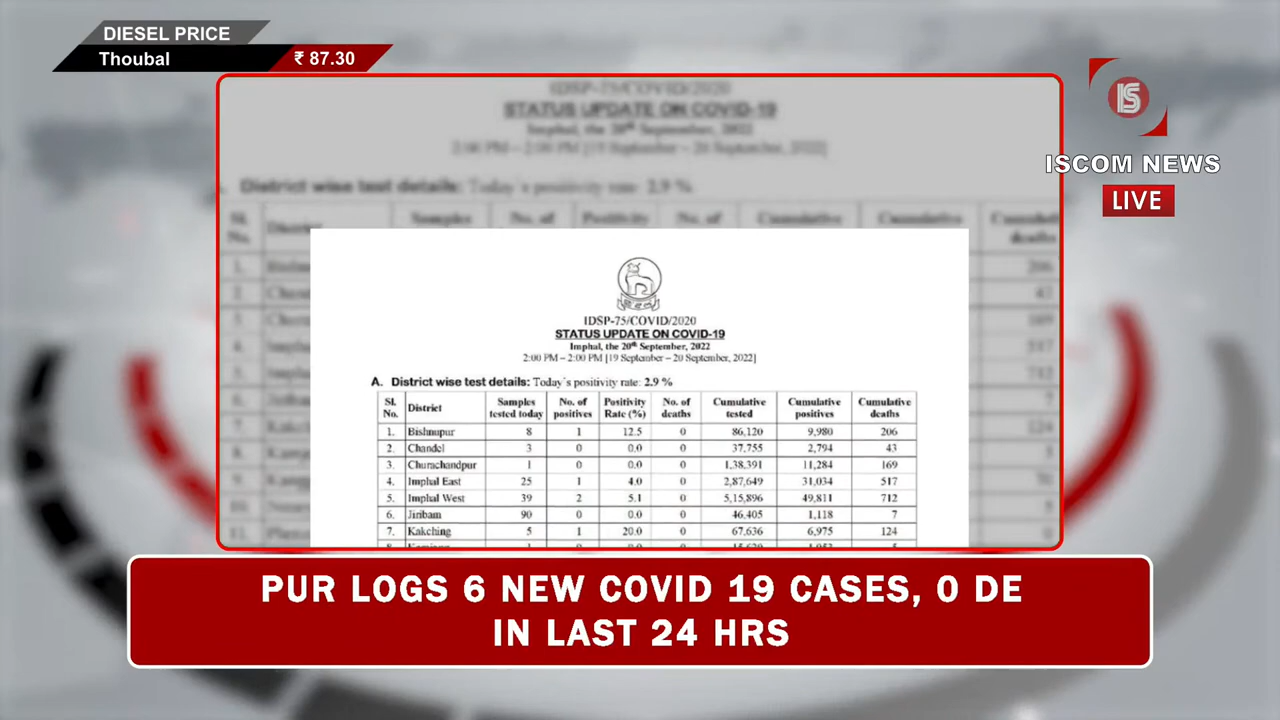 DIESEL PRICE
Thoubal ₹ 87.30
ISCOM NEWS
LIVE
IDSP-75/COVID/2020
STATUS UPDATE ON COVID-19
Imphal, the 20th September, 2022
2:00 PM – 2:00 PM [19 September – 20 September, 2022]
A. District wise test details: Today's positivity rate: 2.9 %
Sl. No. District Samples tested today No. of positives Positivity Rate (%) No. of deaths Cumulative tested Cumulative positives Cumulative deaths
1. Bishnupur 8 1 12.5 0 86,120 9,980 206
2. Chandel 3 0 0.0 0 37,755 2,794 43
3. Churachandpur 1 0 0.0 0 1,38,391 11,284 169
4. Imphal East 25 1 4.0 0 2,87,649 31,034 517
5. Imphal West 39 2 5.1 0 5,15,896 49,811 712
6. Jiribam 90 0 0.0 0 46,405 1,118 7
7. Kakching 5 1 20.0 0 67,636 6,975 124
PUR LOGS 6 NEW COVID 19 CASES, 0 DE
IN LAST 24 HRS